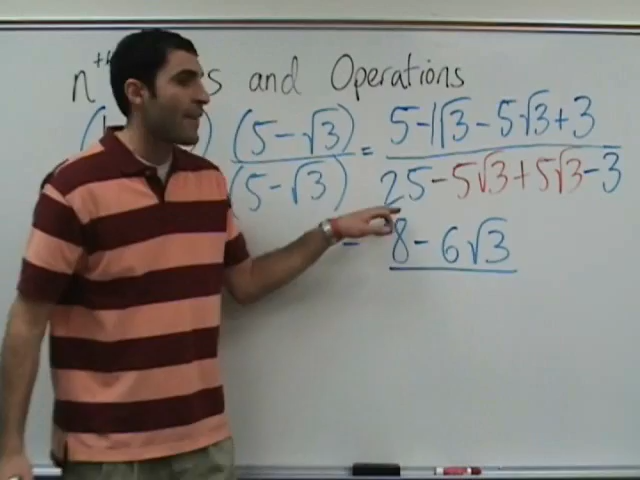 n+h s and Operations
(5-√3) = 5-1√3-5√3+3
(5-√3) 25-5√3+5√3-3
= 8-6√3